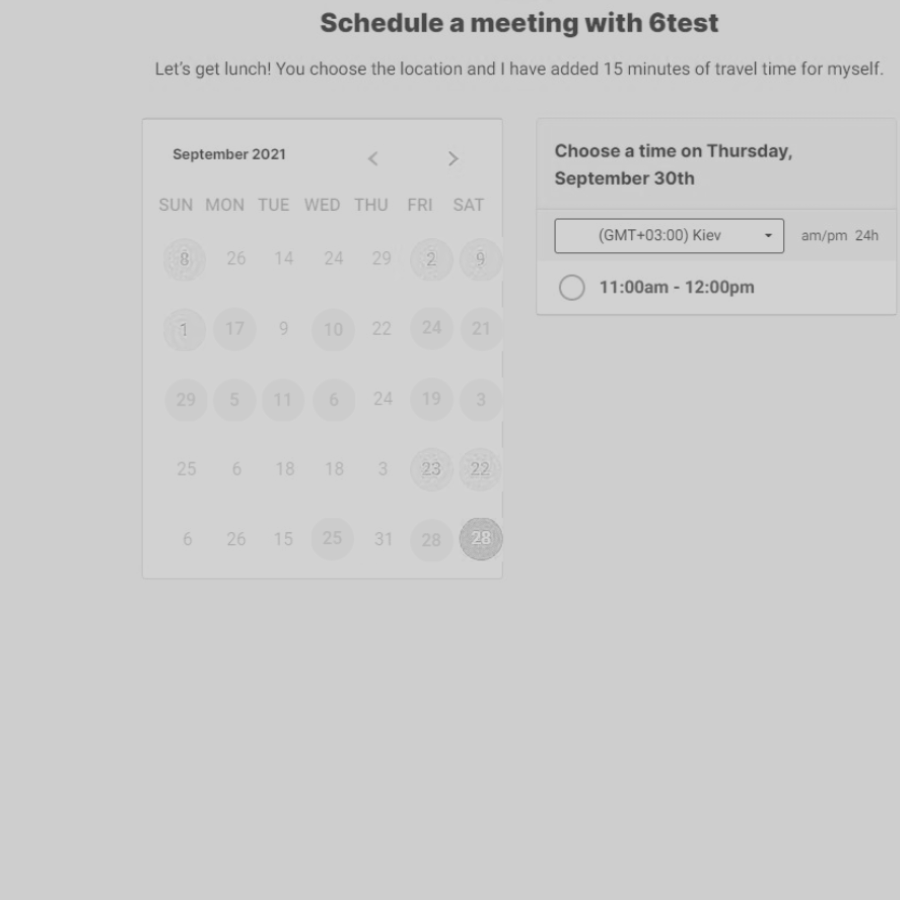 Schedule a meeting with 6test
Let's get lunch! You choose the location and I have added 15 minutes of travel time for myself.
September 2021
SUN MON TUE WED THU FRI SAT
8 26 14 24 29 2 9
1 17 9 10 22 24 21
29 5 11 6 24 19 3
25 6 18 18 3 23 22
6 26 15 25 31 28 28
Choose a time on Thursday,
September 30th
(GMT+03:00) Kiev am/pm 24h
11:00am - 12:00pm